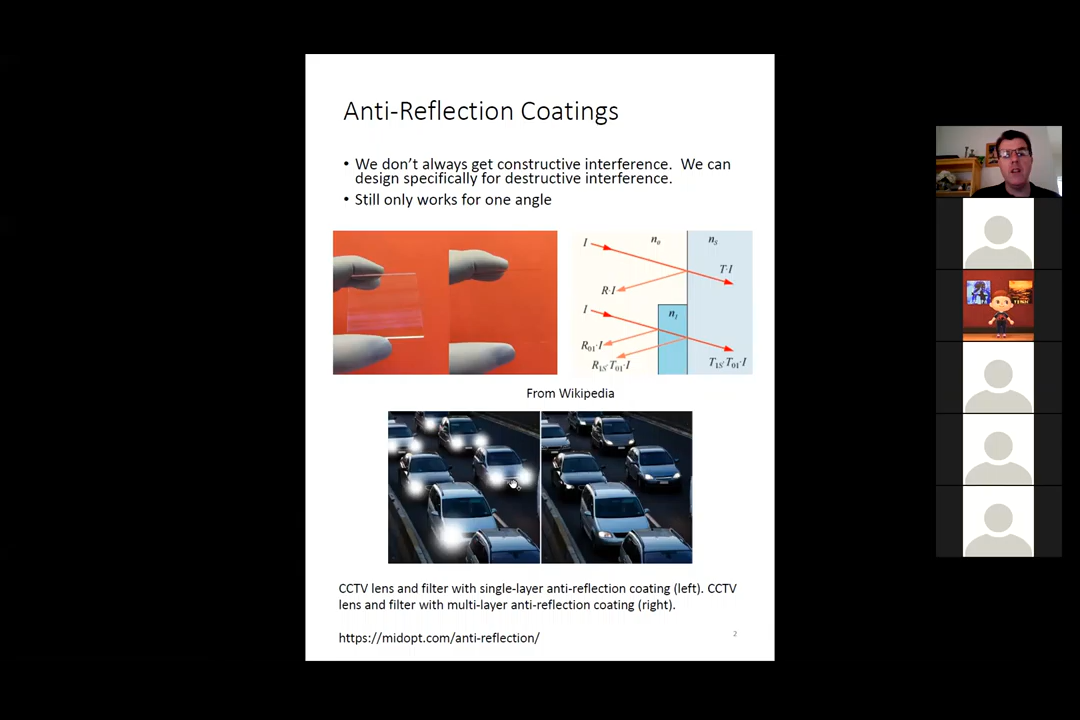 Anti-Reflection Coatings
• We don't always get constructive interference.  We can
design specifically for destructive interference.
• Still only works for one angle
I
n₀
nₛ
T·I
R·I
I
n₁
R₀₁·I
R₁ₛ·T₀₁·I
T₁ₛ·T₀₁·I
From Wikipedia
CCTV lens and filter with single-layer anti-reflection coating (left). CCTV
lens and filter with multi-layer anti-reflection coating (right).
https://midopt.com/anti-reflection/
2